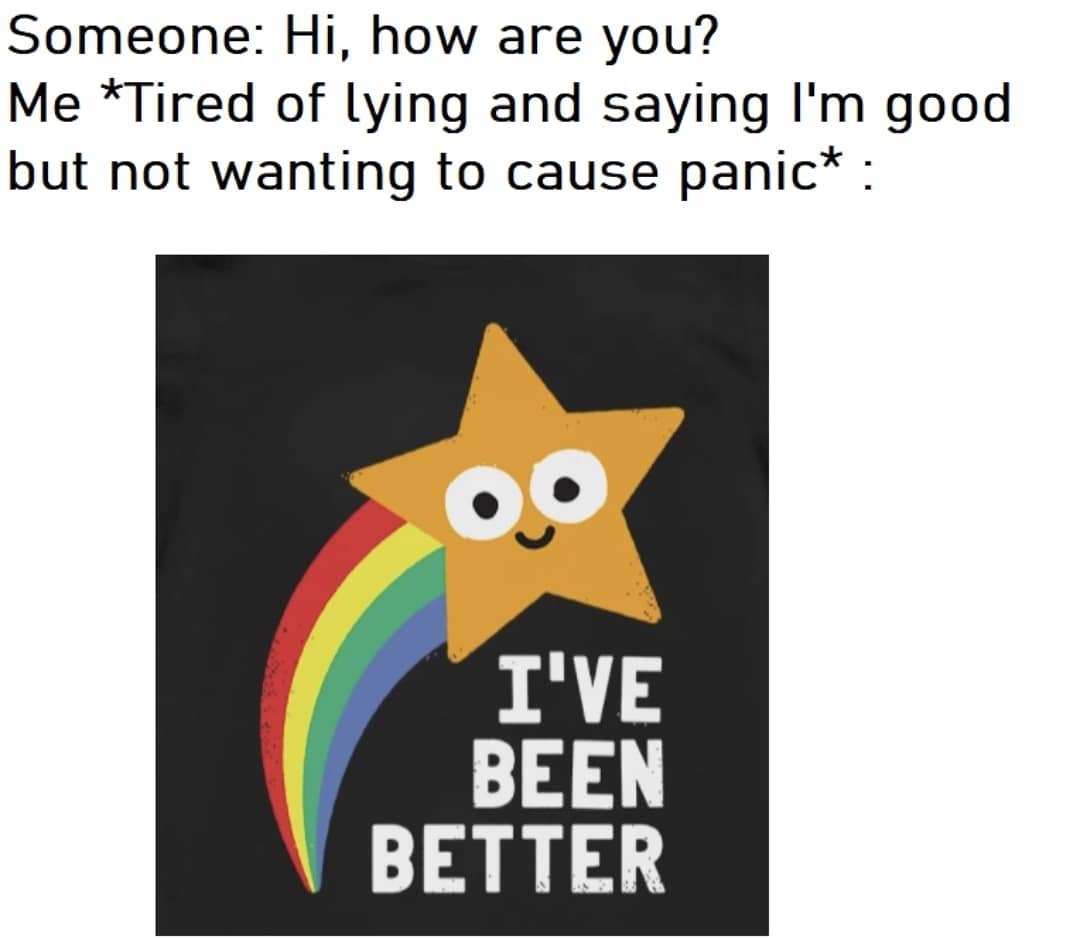 Someone: Hi, how are you?
Me *Tired of lying and saying I'm good
but not wanting to cause panic* :
I'VE
BEEN
BETTER